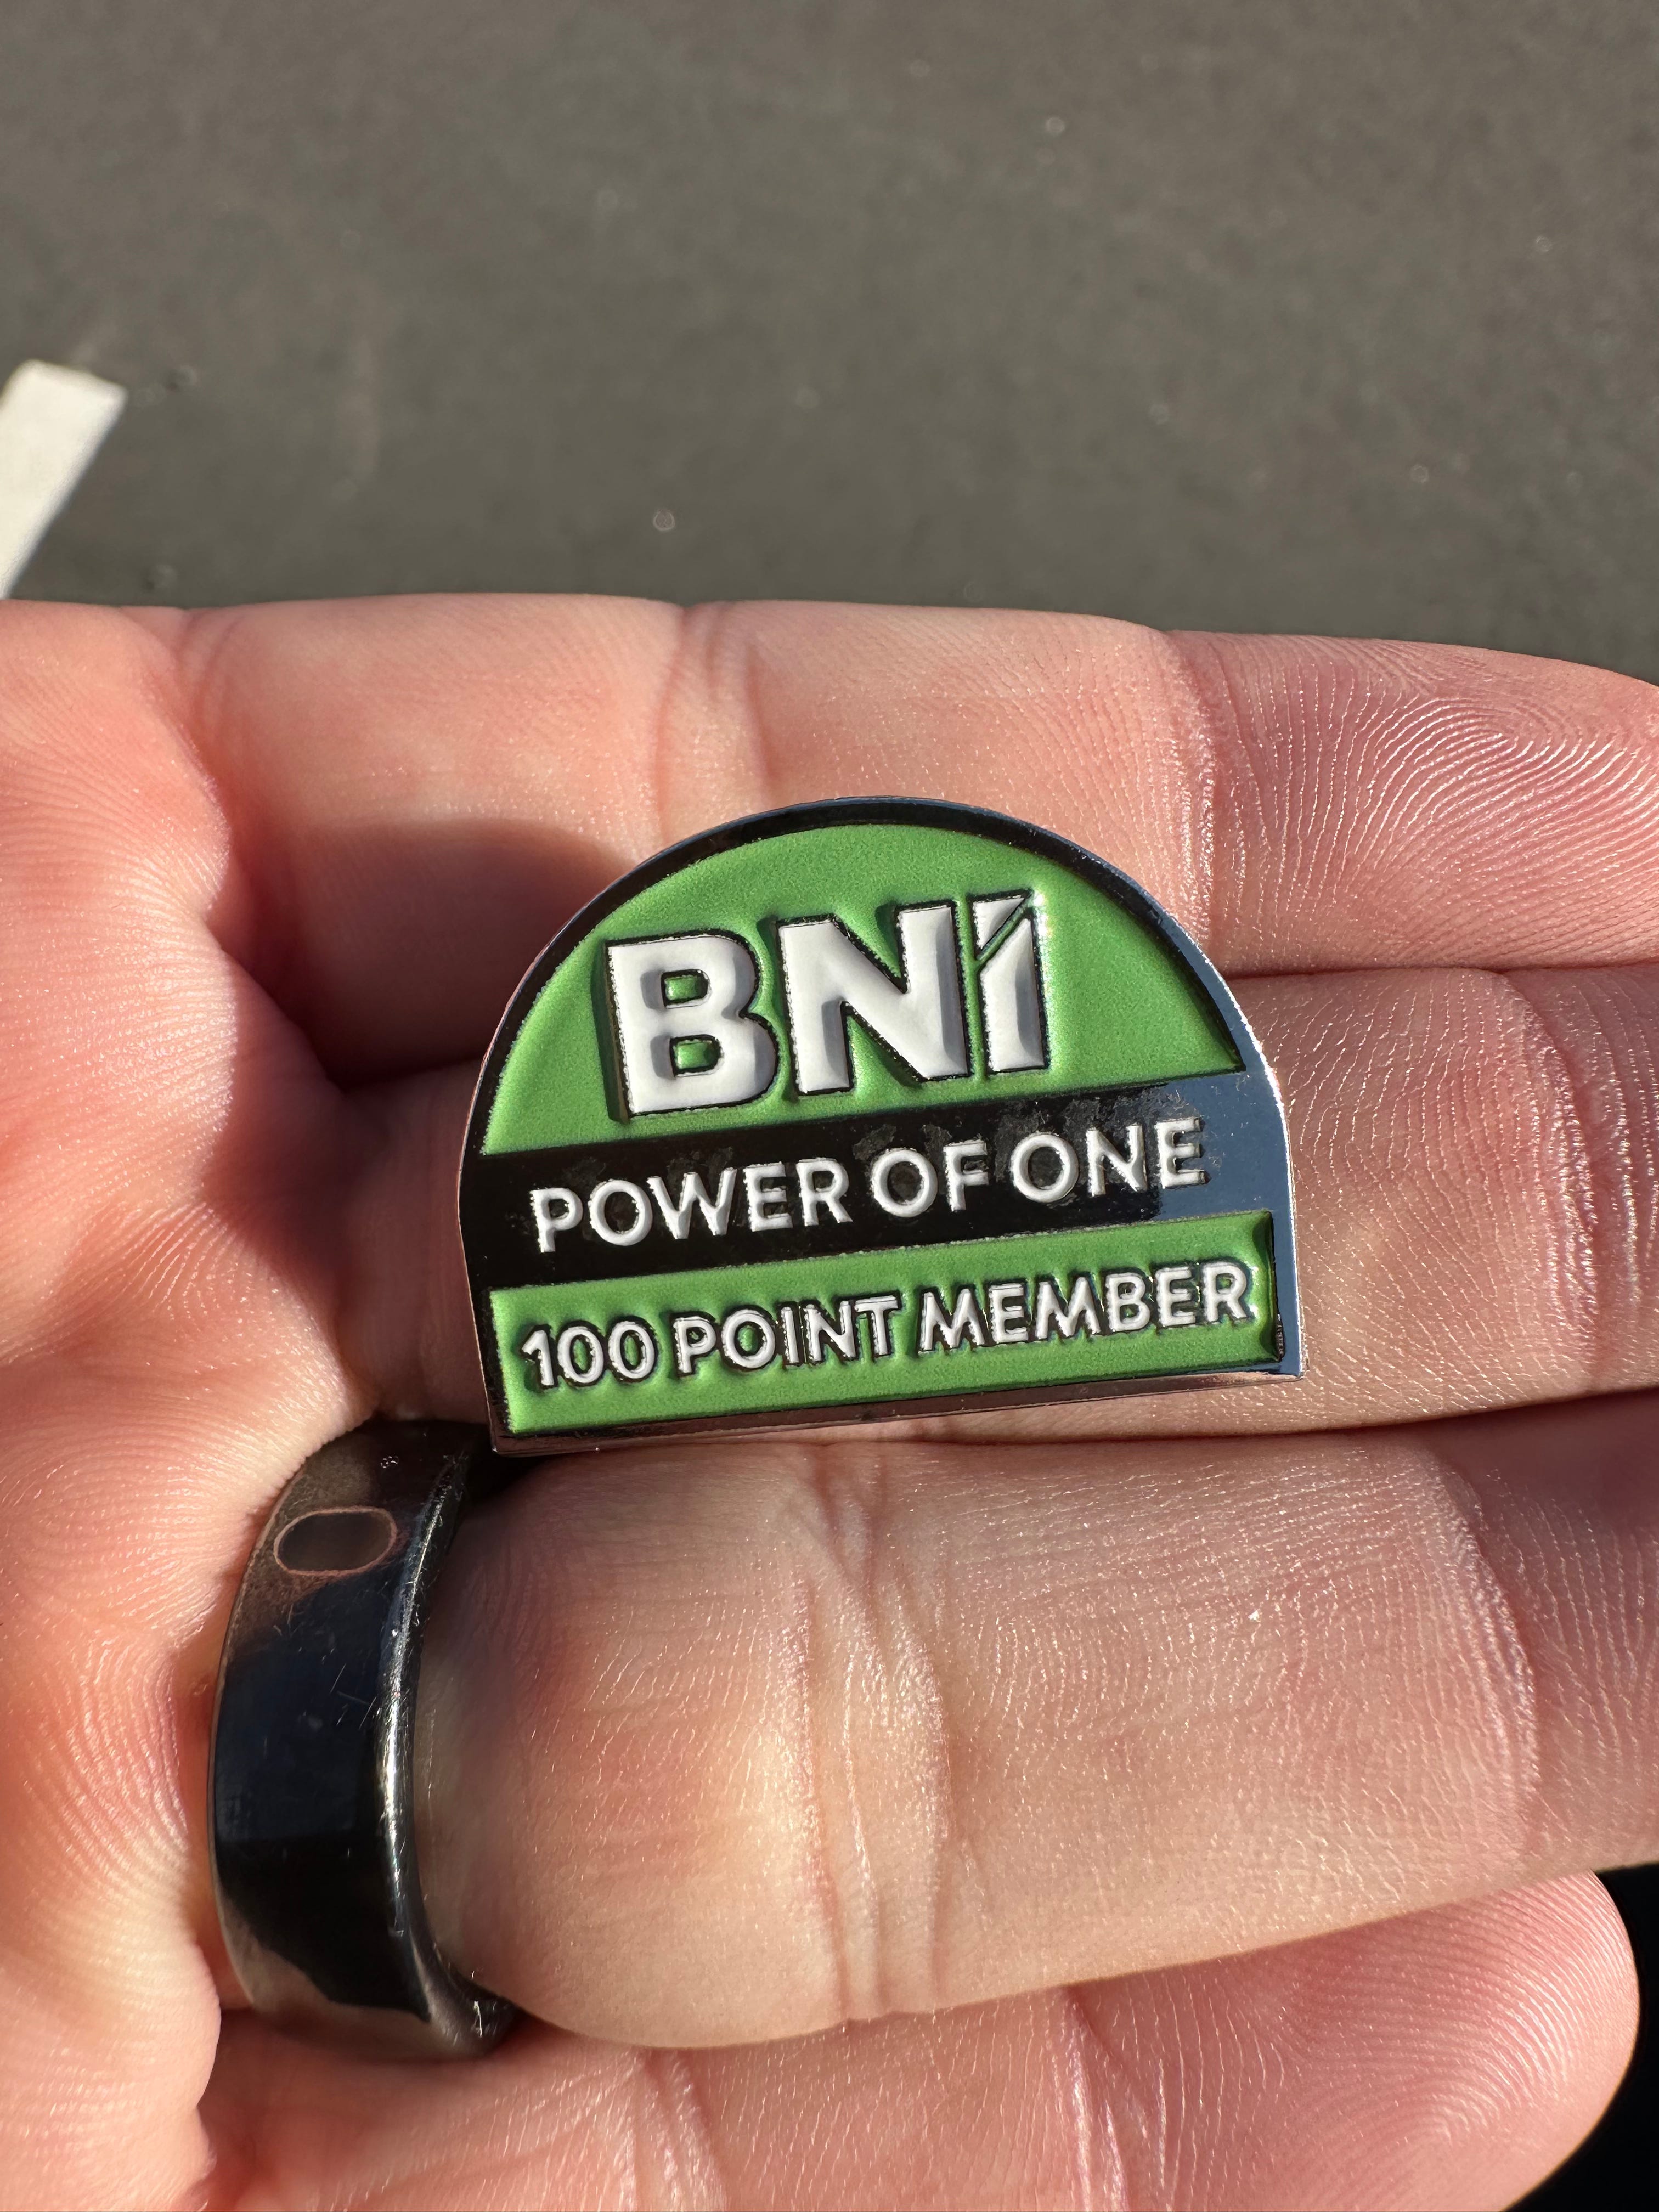 BNI
POWER OF ONE
100 POINT MEMBER